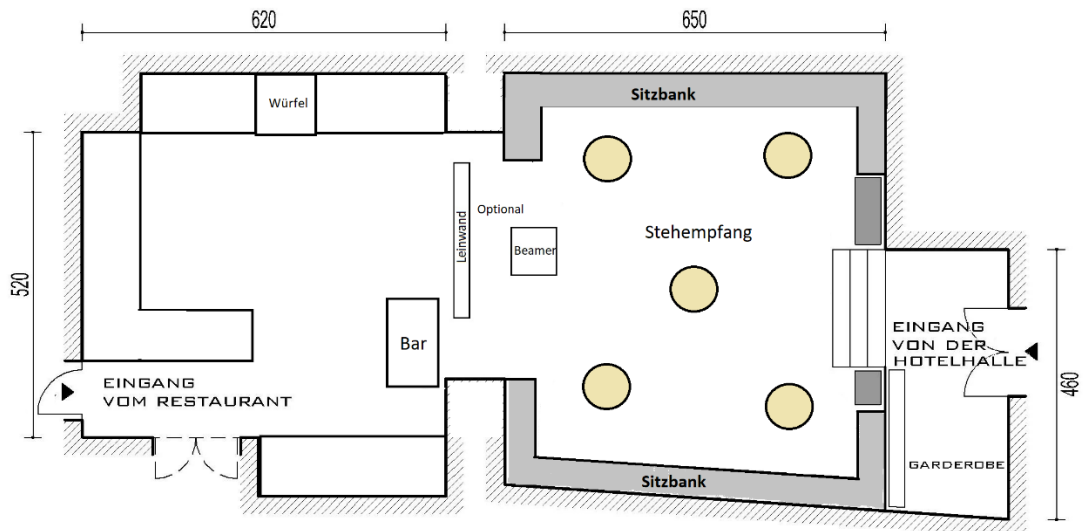 620
650
Würfel
Sitzbank
Leinwand
Optional
Beamer
Stehempfang
520
Bar
EINGANG
VON DER
HOTELHALLE
460
EINGANG
VOM RESTAURANT
GARDEROBE
Sitzbank